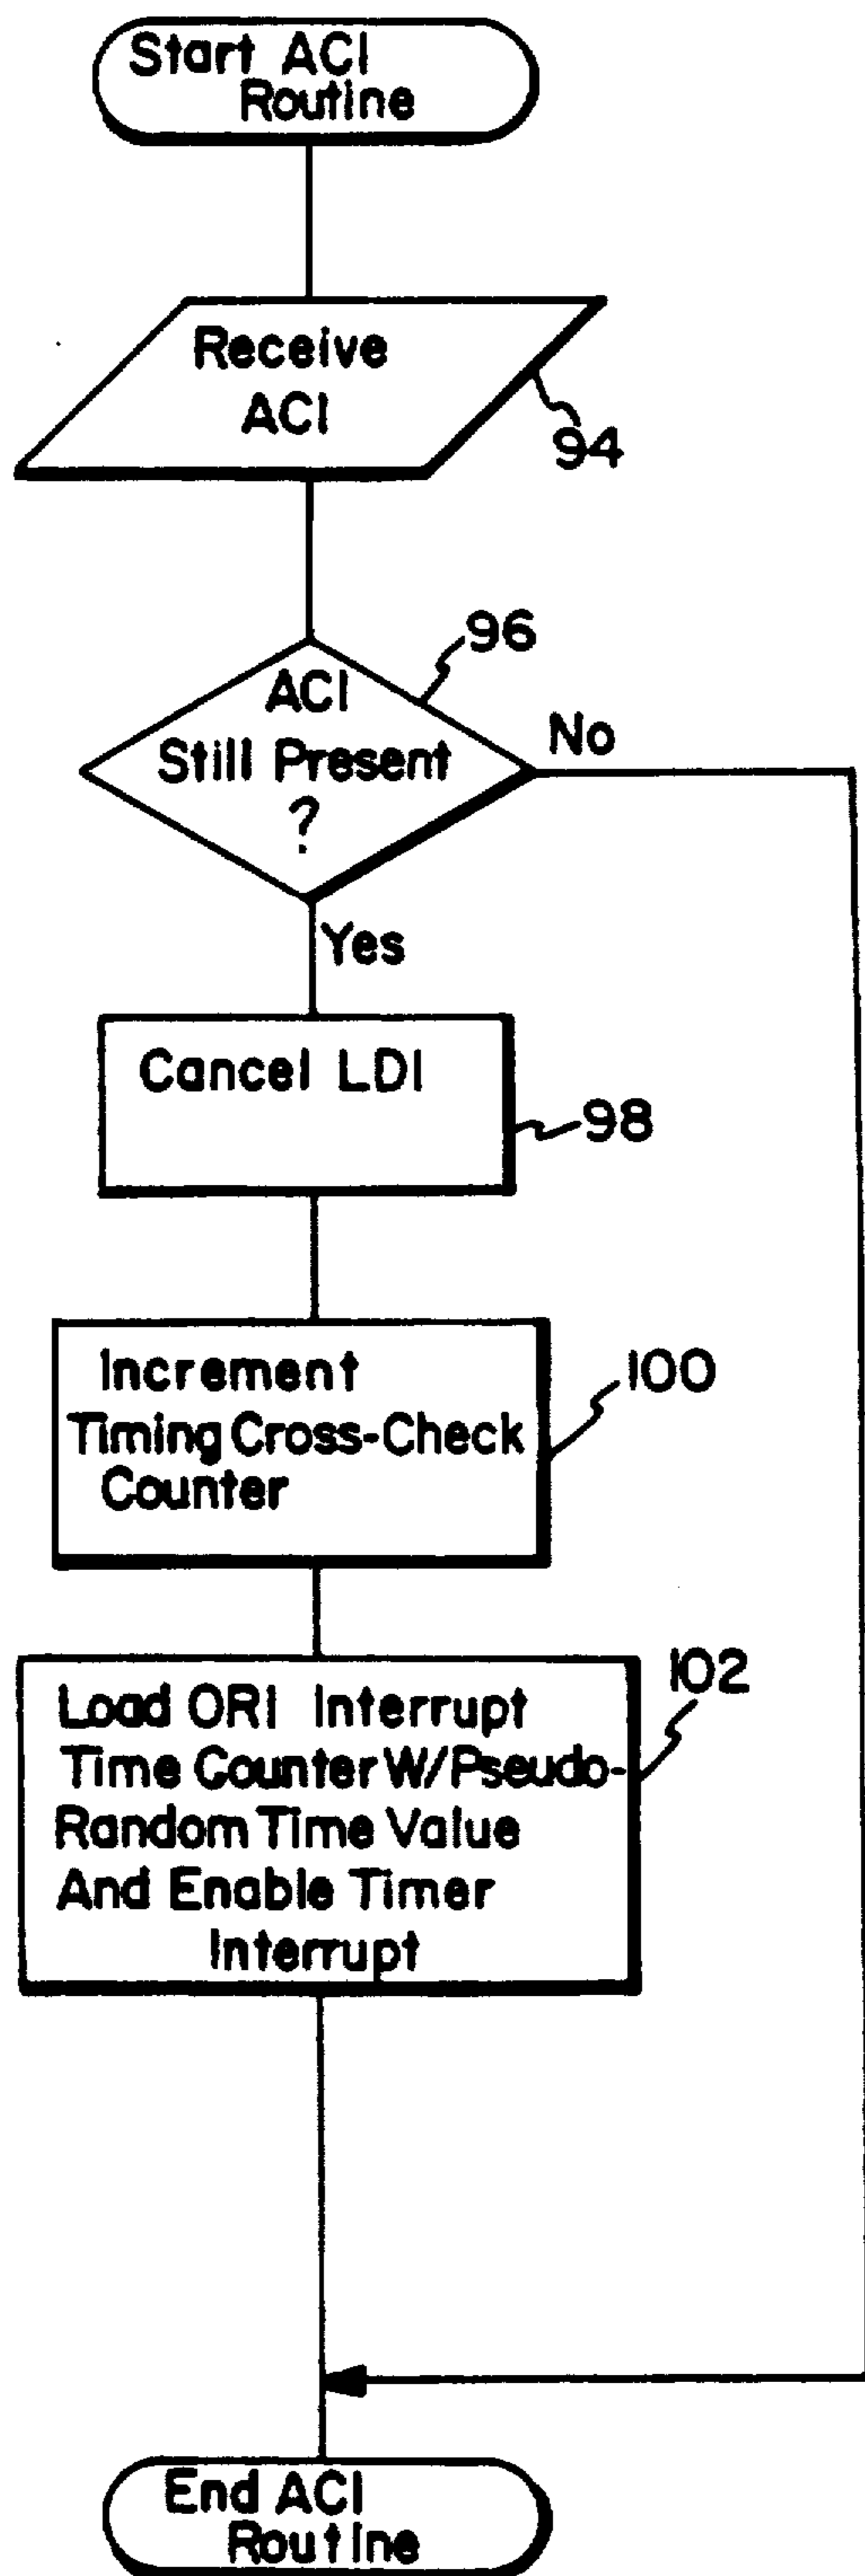 Start ACI
Routine
Receive
ACI
94
96
ACI
Still Present
?
No
Yes
Cancel LDI
98
Increment
Timing Cross-Check
Counter
100
Load ORI Interrupt
Time Counter W/Pseudo-
Random Time Value
And Enable Timer
Interrupt
102
End ACI
Routine